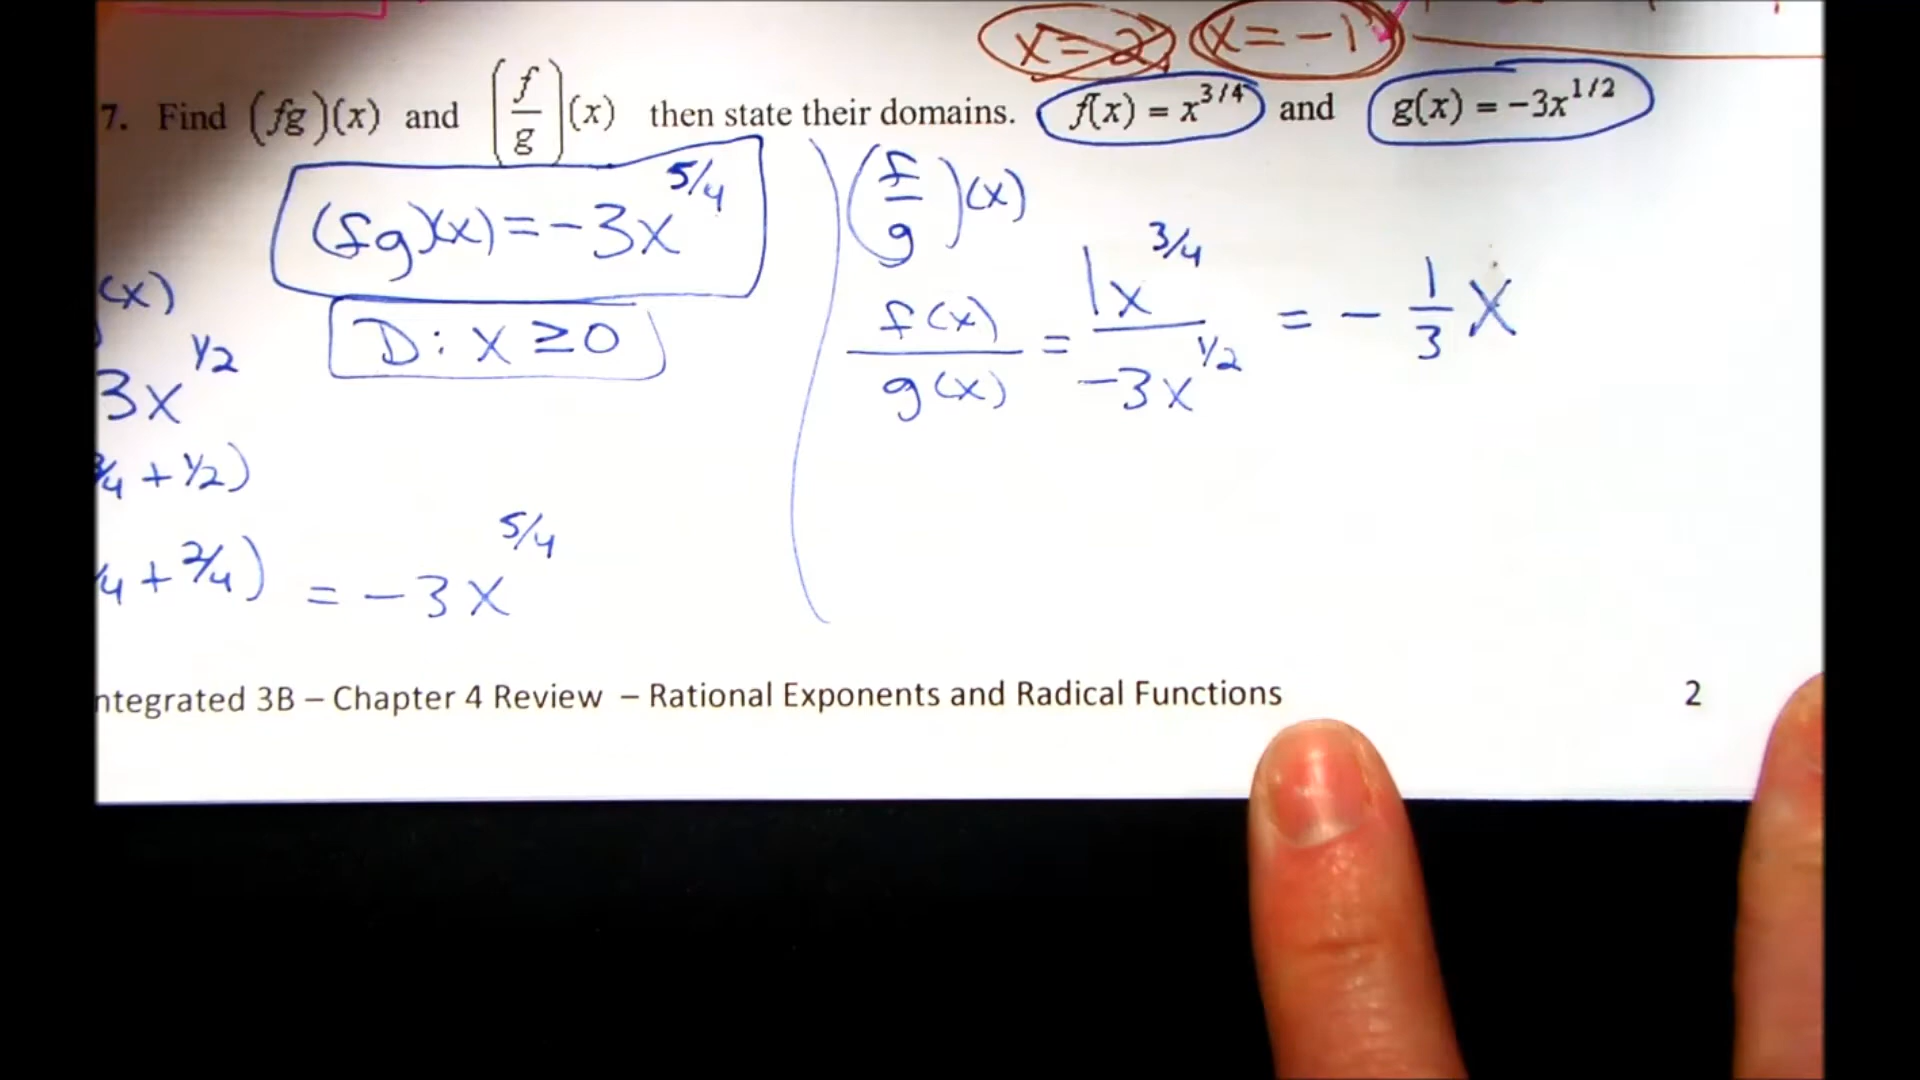 x=2 x=-1
7. Find (fg)(x) and (f/g)(x) then state their domains. f(x) = x^3/4 and g(x) = -3x^1/2
(fg)(x)=-3x^5/4
D: x ≥0
(x)
3x^1/2
3/4 + 1/2)
/4 + 2/4) = -3x^5/4
(f/g)(x)
f(x)/g(x) = 1x^3/4/-3x^1/2 = - 1/3 x
ntegrated 3B – Chapter 4 Review – Rational Exponents and Radical Functions 2